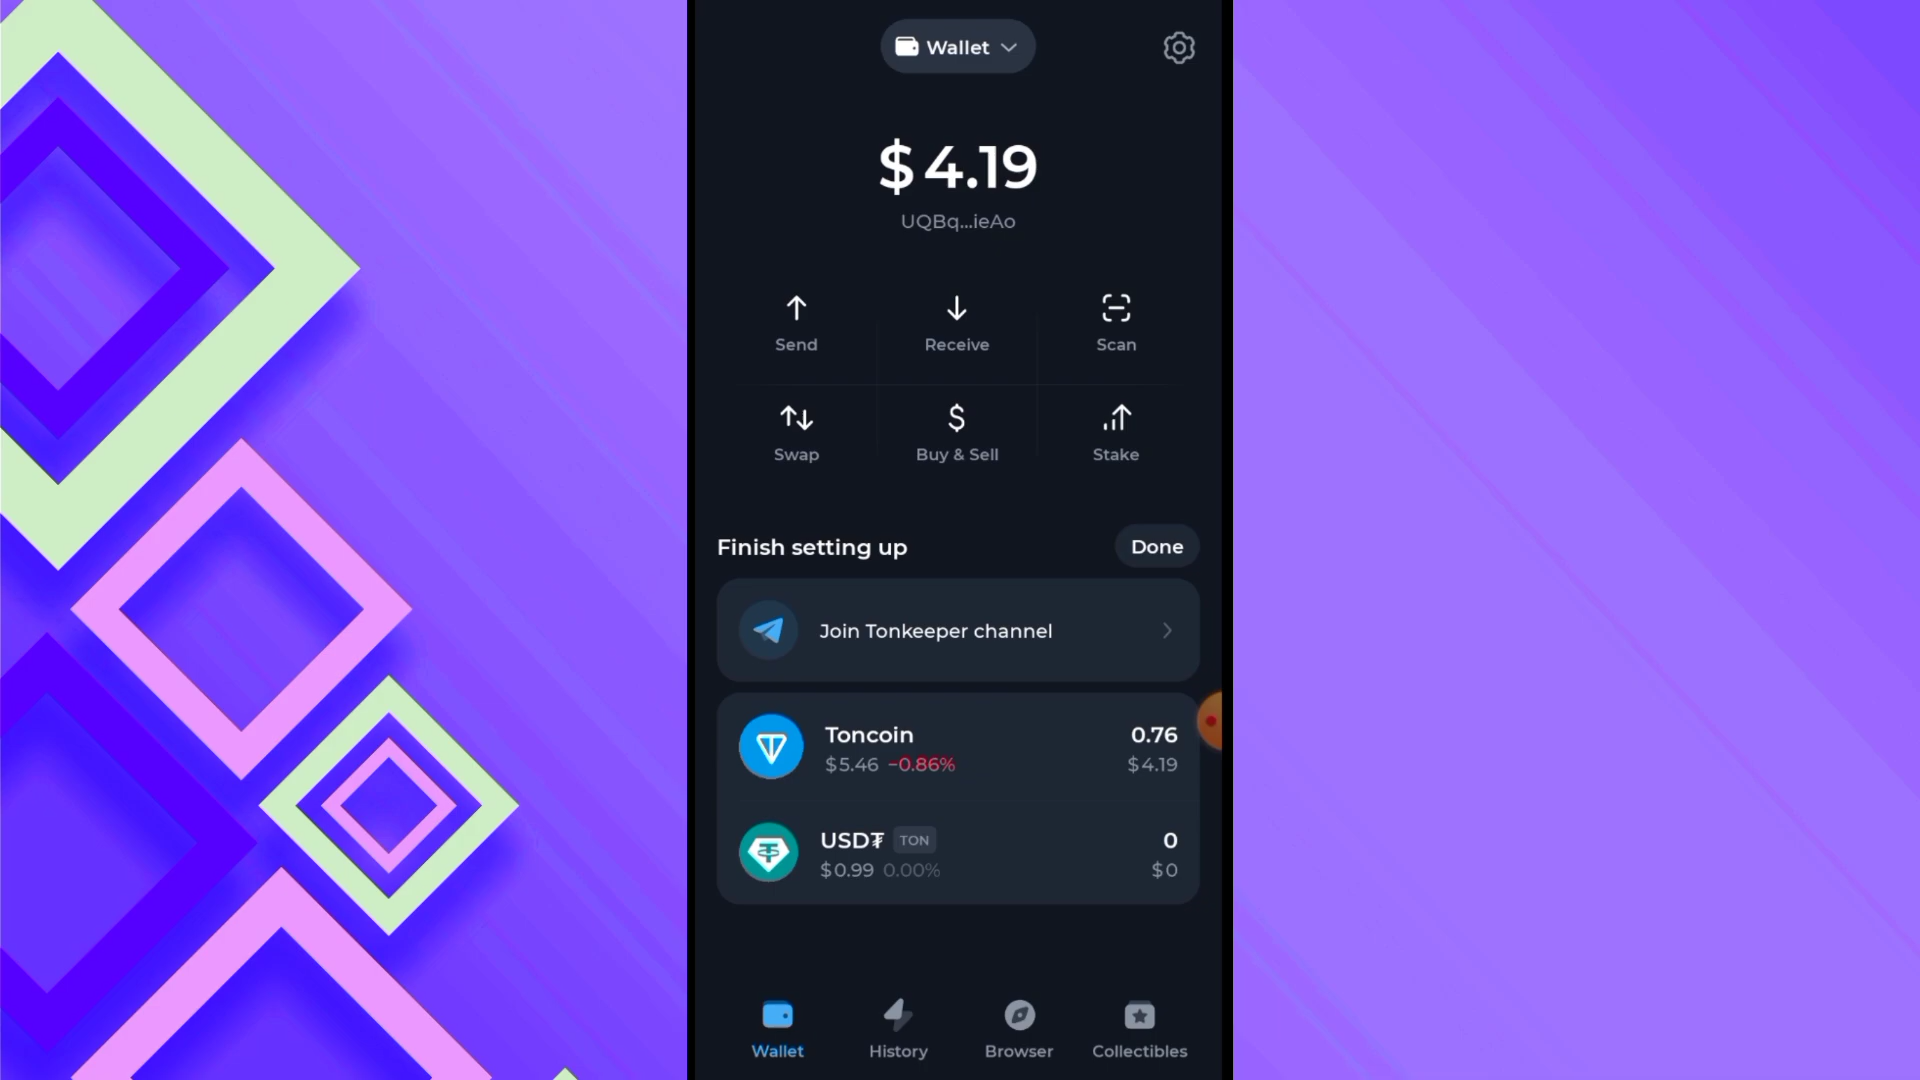 Wallet
$4.19
UQBq...ieAo
Send
Receive
Scan
Swap
Buy & Sell
Stake
Finish setting up
Done
Join Tonkeeper channel
Toncoin
0.76
$5.46 −0.86%
$4.19
USD₮ TON
0
$0.99 0.00%
$0
Wallet
History
Browser
Collectibles